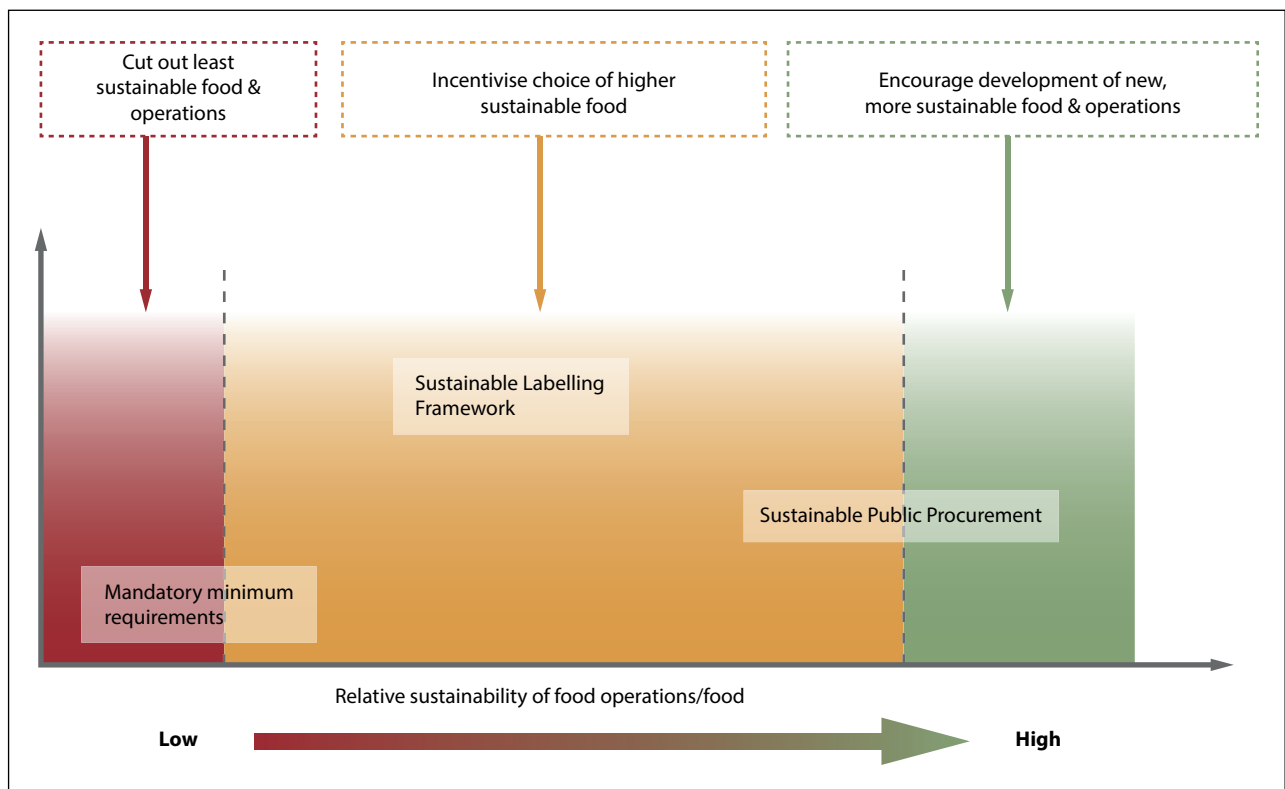 Cut out least
sustainable food &
operations
Incentivise choice of higher
sustainable food
Encourage development of new,
more sustainable food & operations
Sustainable Labelling
Framework
Sustainable Public Procurement
Mandatory minimum
requirements
Relative sustainability of food operations/food
Low
High